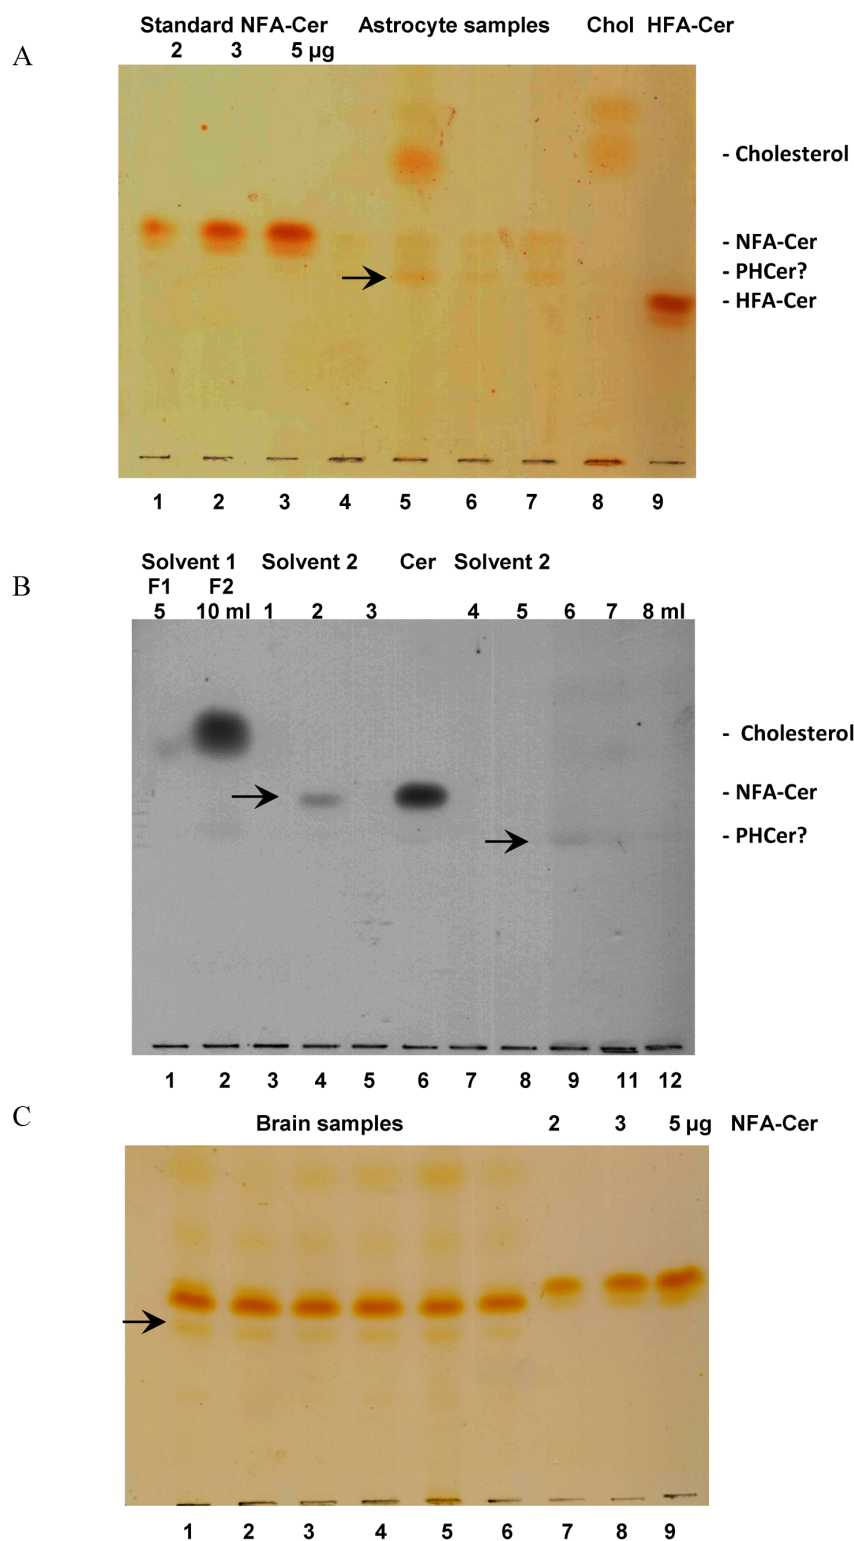 A
Standard NFA-Cer Astrocyte samples Chol HFA-Cer
2 3 5 µg
- Cholesterol
- NFA-Cer
- PHCer?
- HFA-Cer
1 2 3 4 5 6 7 8 9
B
Solvent 1 Solvent 2 Cer Solvent 2
F1 F2
5 10 ml 1 2 3 4 5 6 7 8 ml
- Cholesterol
- NFA-Cer
- PHCer?
1 2 3 4 5 6 7 8 9 11 12
C
Brain samples 2 3 5 µg NFA-Cer
1 2 3 4 5 6 7 8 9